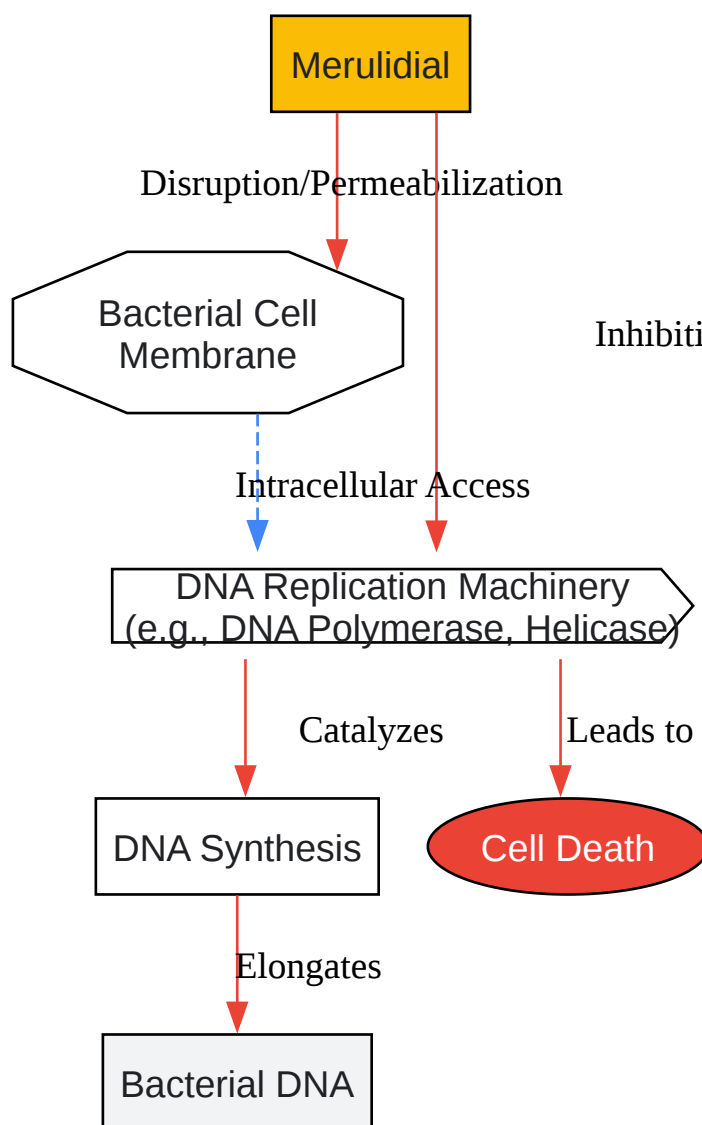 Merulidial
Disruption/Permeabilization
Bacterial Cell
Membrane
Inhibiti
Intracellular Access
DNA Replication Machinery
(e.g., DNA Polymerase, Helicase)
Catalyzes
Leads to
DNA Synthesis
Cell Death
Elongates
Bacterial DNA